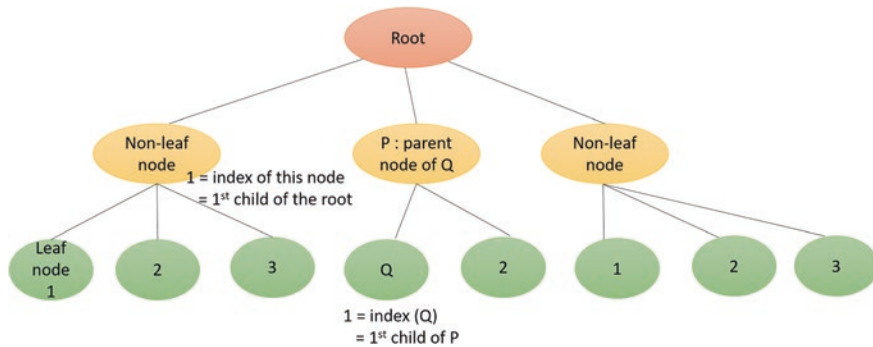 Root
Non-leaf
node
P : parent
node of Q
Non-leaf
node
1 = index of this node
= 1st child of the root
Leaf
node
1
2
3
Q
2
1
2
3
1 = index (Q)
= 1st child of P